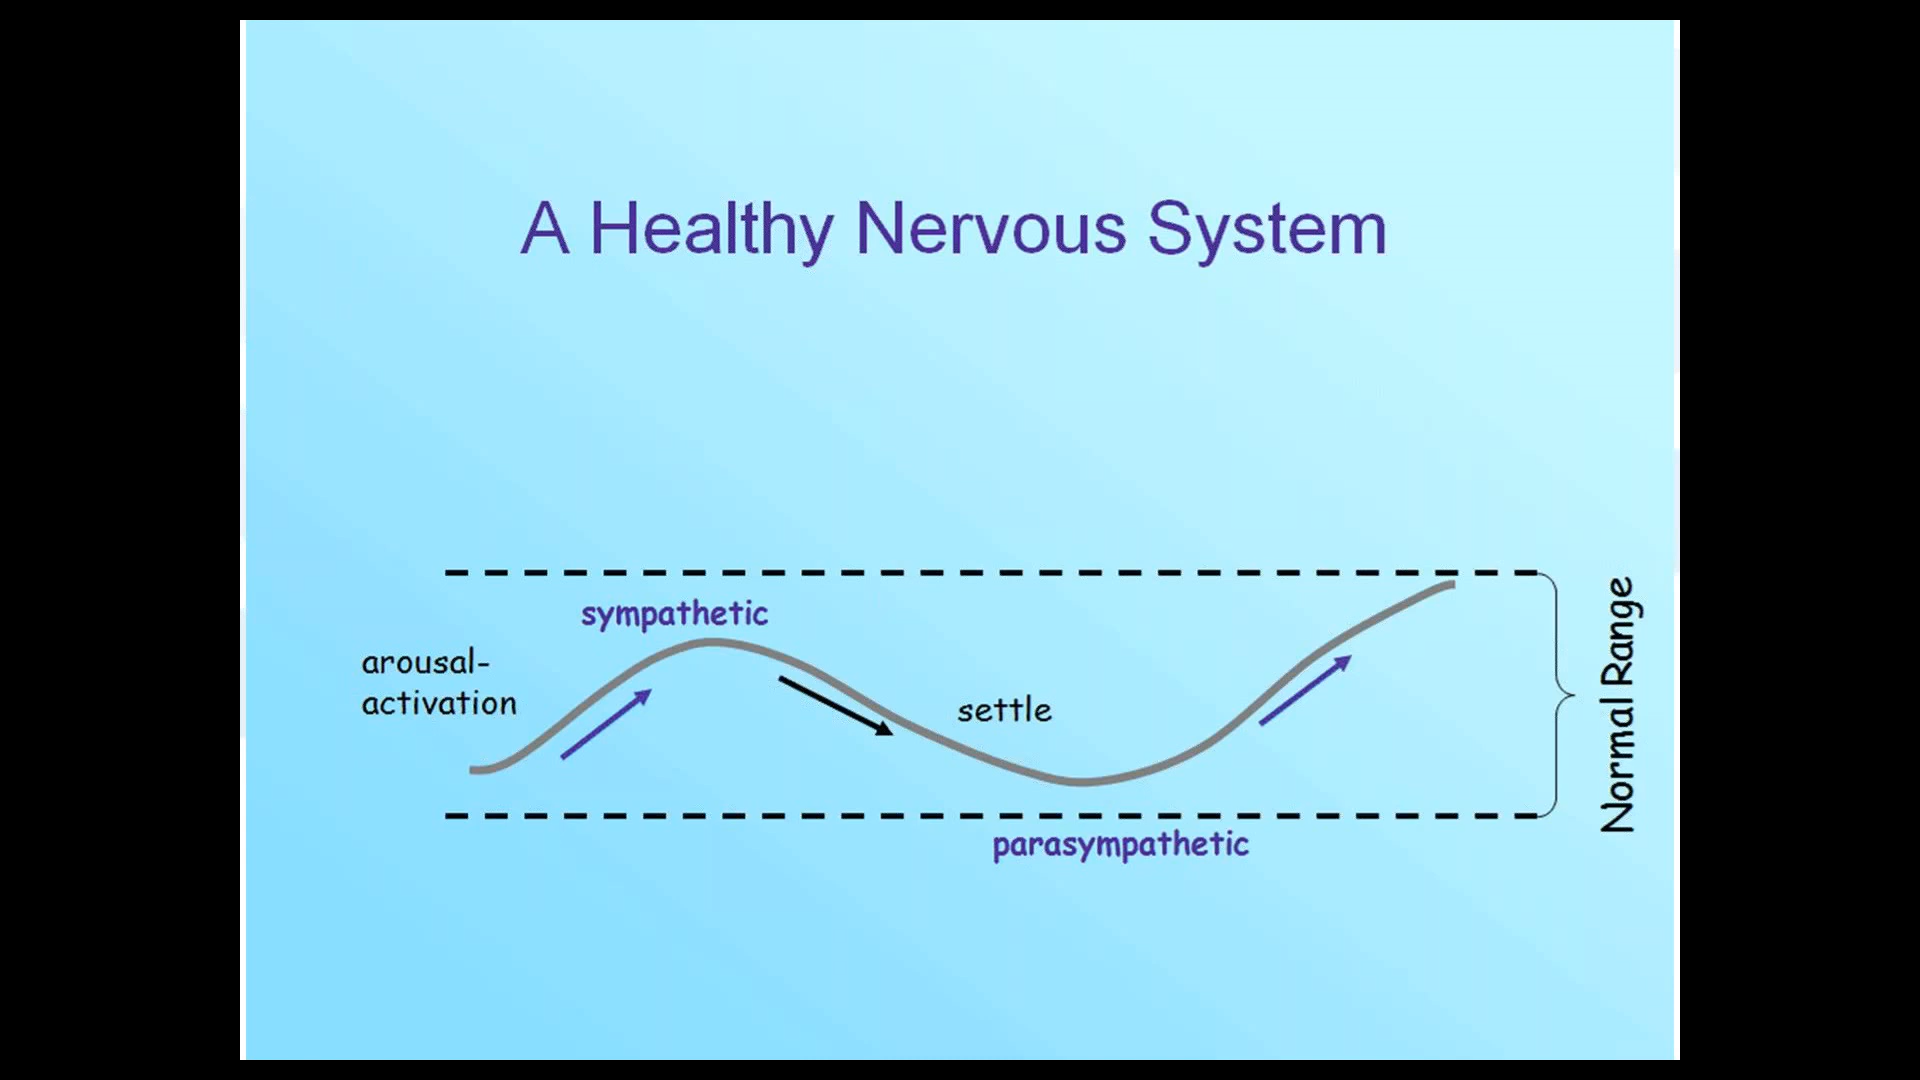 A Healthy Nervous System
sympathetic
arousal-
activation
settle
parasympathetic
Normal Range